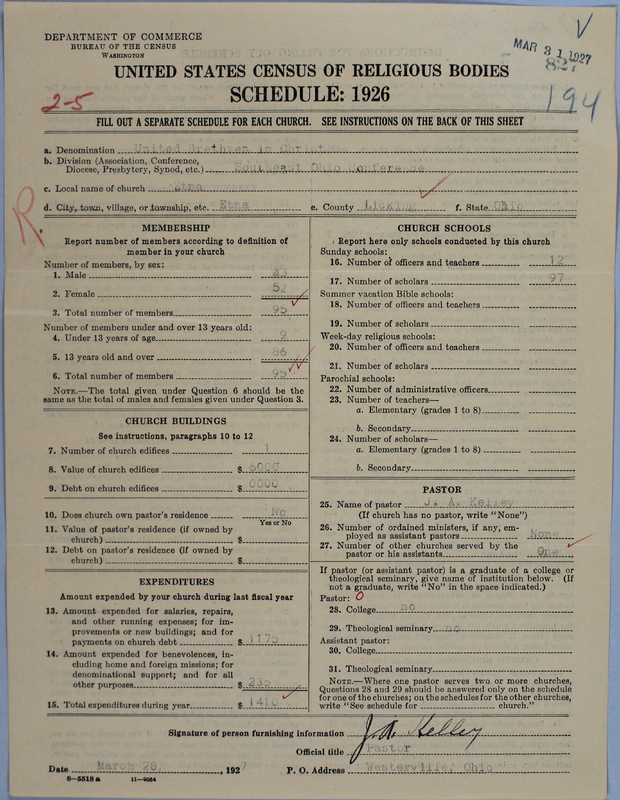 DEPARTMENT OF COMMERCE
BUREAU OF THE CENSUS
WASHINGTON
MAR 31 1927
827
194
UNITED STATES CENSUS OF RELIGIOUS BODIES
SCHEDULE: 1926
2-5
FILL OUT A SEPARATE SCHEDULE FOR EACH CHURCH. SEE INSTRUCTIONS ON THE BACK OF THIS SHEET
a. Denomination United Brethren in Christ
b. Division (Association, Conference,
Diocese, Presbytery, Synod, etc.) Southeast Ohio Conference
c. Local name of church Etna
d. City, town, village, or township, etc. Etna e. County Licking f. State Ohio
R
MEMBERSHIP
Report number of members according to definition of
member in your church
Number of members, by sex:
1. Male 43
2. Female 52
3. Total number of members 95
Number of members under and over 13 years old:
4. Under 13 years of age 9
5. 13 years old and over 86
6. Total number of members 95
NOTE.—The total given under Question 6 should be
same as the total of males and females given under Question 3.
CHURCH BUILDINGS
See instructions, paragraphs 10 to 12
7. Number of church edifices 1
8. Value of church edifices $ 6000
9. Debt on church edifices $ 0000
10. Does church own pastor's residence No
Yes or No
11. Value of pastor's residence (if owned by
church) $
12. Debt on pastor's residence (if owned by
church) $
EXPENDITURES
Amount expended by your church during last fiscal year
13. Amount expended for salaries, repairs,
and other running expenses; for im-
provements or new buildings; and for
payments on church debt $ 1175
14. Amount expended for benevolences, in-
cluding home and foreign missions; for
denominational support; and for all
other purposes $ 235
15. Total expenditures during year $ 1410
CHURCH SCHOOLS
Report here only schools conducted by this church
Sunday schools:
16. Number of officers and teachers 12
17. Number of scholars 97
Summer vacation Bible schools:
18. Number of officers and teachers
19. Number of scholars
Week-day religious schools:
20. Number of officers and teachers
21. Number of scholars
Parochial schools:
22. Number of administrative officers
23. Number of teachers—
a. Elementary (grades 1 to 8)
b. Secondary
24. Number of scholars—
a. Elementary (grades 1 to 8)
b. Secondary
PASTOR
25. Name of pastor J. A. Kelley
(If church has no pastor, write "None")
26. Number of ordained ministers, if any, em-
ployed as assistant pastors None
27. Number of other churches served by the
pastor or his assistants One
If pastor (or assistant pastor) is a graduate of a college or
theological seminary, give name of institution below. (If
not a graduate, write "No" in the space indicated.)
Pastor: O
28. College no
29. Theological seminary no
Assistant pastor:
30. College
31. Theological seminary
NOTE.—Where one pastor serves two or more churches,
Questions 28 and 29 should be answered only on the schedule
for one of the churches; on the schedules for the other churches,
write "See schedule for church."
Signature of person furnishing information J. A. Kelley
Official title Pastor
Date March 28, 1927 P. O. Address Westerville, Ohio
8—5518 a 11—9054